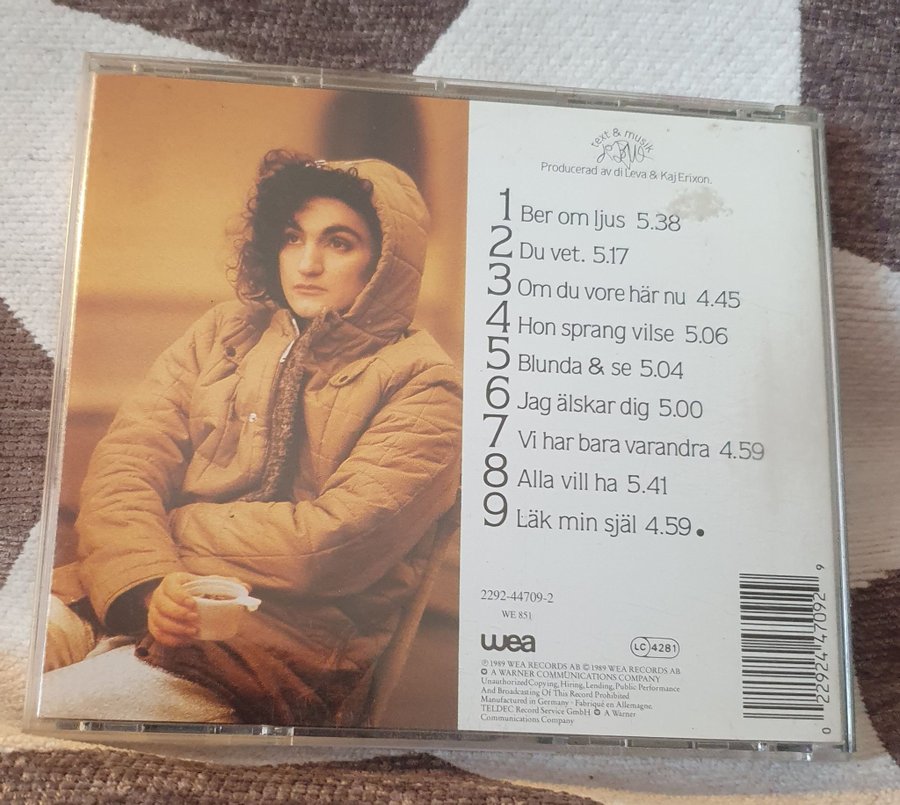 text & musik
Producerad av di Leva & Kaj Erixon.
1 Ber om ljus 5.38
2 Du vet. 5.17
3 Om du vore här nu 4.45
4 Hon sprang vilse 5.06
5 Blunda & se 5.04
6 Jag älskar dig 5.00
7 Vi har bara varandra 4.59
8 Alla vill ha 5.41
9 Läk min själ 4.59.
2292-44709-2
WE 851
wea
LC 4281
℗ 1989 WEA RECORDS AB © 1989 WEA RECORDS AB
A WARNER COMMUNICATIONS COMPANY
Unauthorized Copying, Hiring, Lending, Public Performance
And Broadcasting Of This Record Prohibited
Manufactured in Germany · Fabriqué en Allemagne
TELDEC Record Service GmbH A Warner
Communications Company
0 22924 47092 9